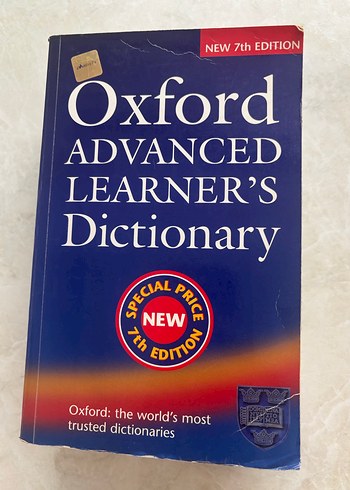 NEW 7th EDITION
Oxford
ADVANCED
LEARNER'S
Dictionary
SPECIAL PRICE
NEW
7th EDITION
Oxford: the world's most
trusted dictionaries